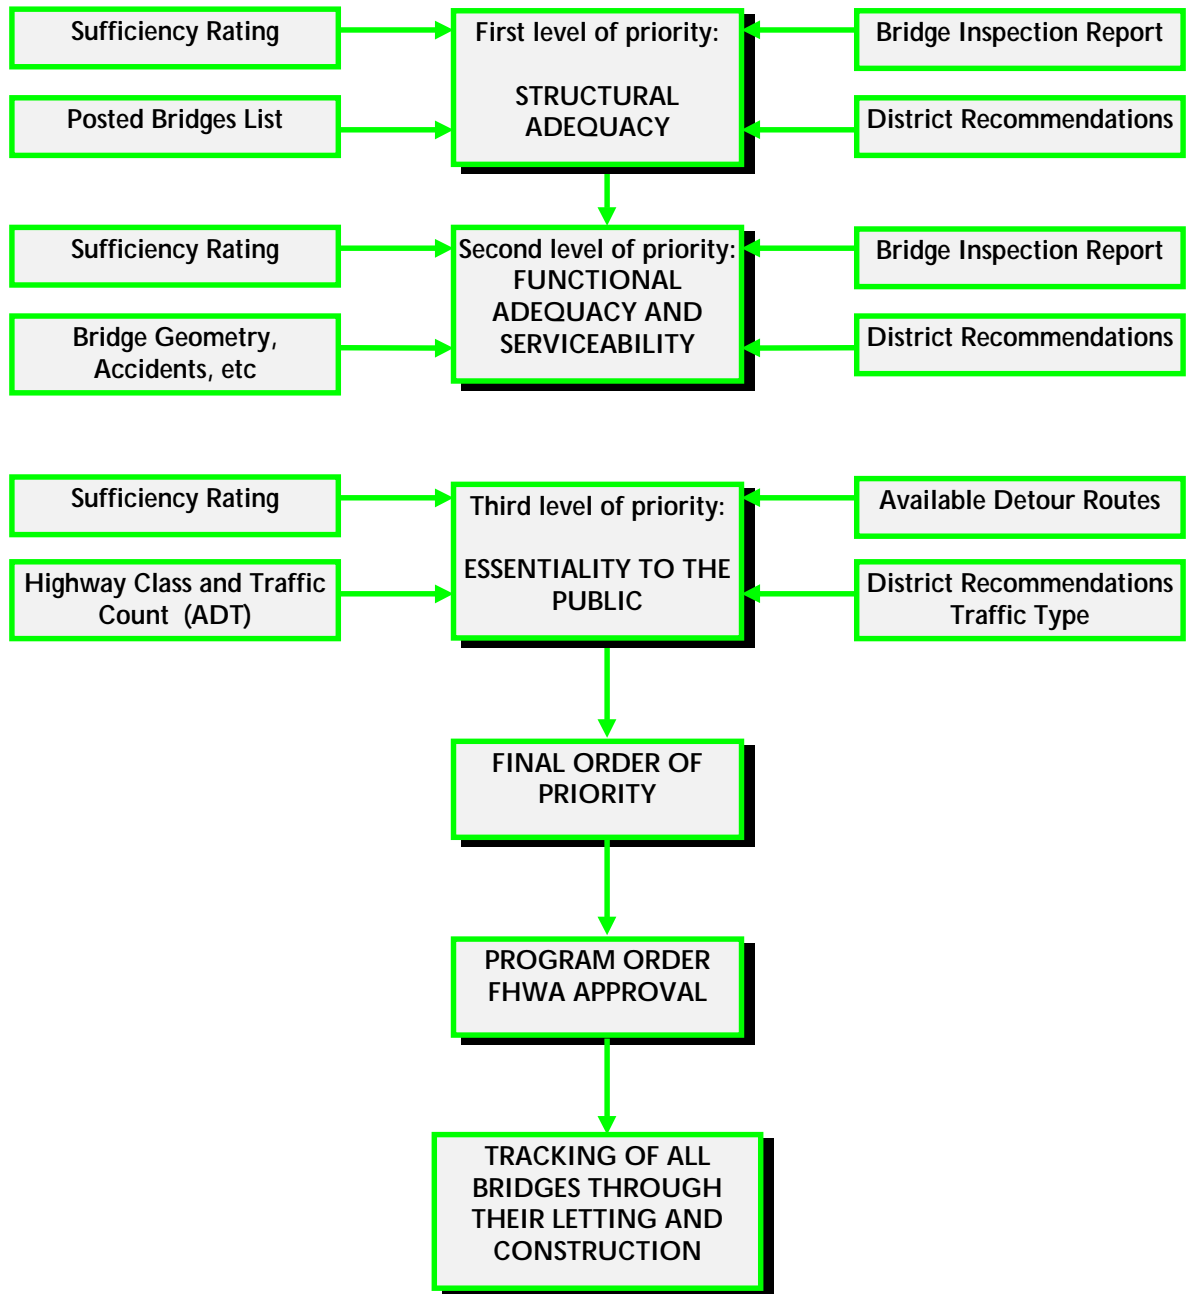 Sufficiency Rating
First level of priority:
STRUCTURAL
ADEQUACY
Bridge Inspection Report
Posted Bridges List
District Recommendations
Sufficiency Rating
Second level of priority:
FUNCTIONAL
ADEQUACY AND
SERVICEABILITY
Bridge Inspection Report
Bridge Geometry,
Accidents, etc
District Recommendations
Sufficiency Rating
Third level of priority:
ESSENTIALITY TO THE
PUBLIC
Available Detour Routes
Highway Class and Traffic
Count (ADT)
District Recommendations
Traffic Type
FINAL ORDER OF
PRIORITY
PROGRAM ORDER
FHWA APPROVAL
TRACKING OF ALL
BRIDGES THROUGH
THEIR LETTING AND
CONSTRUCTION